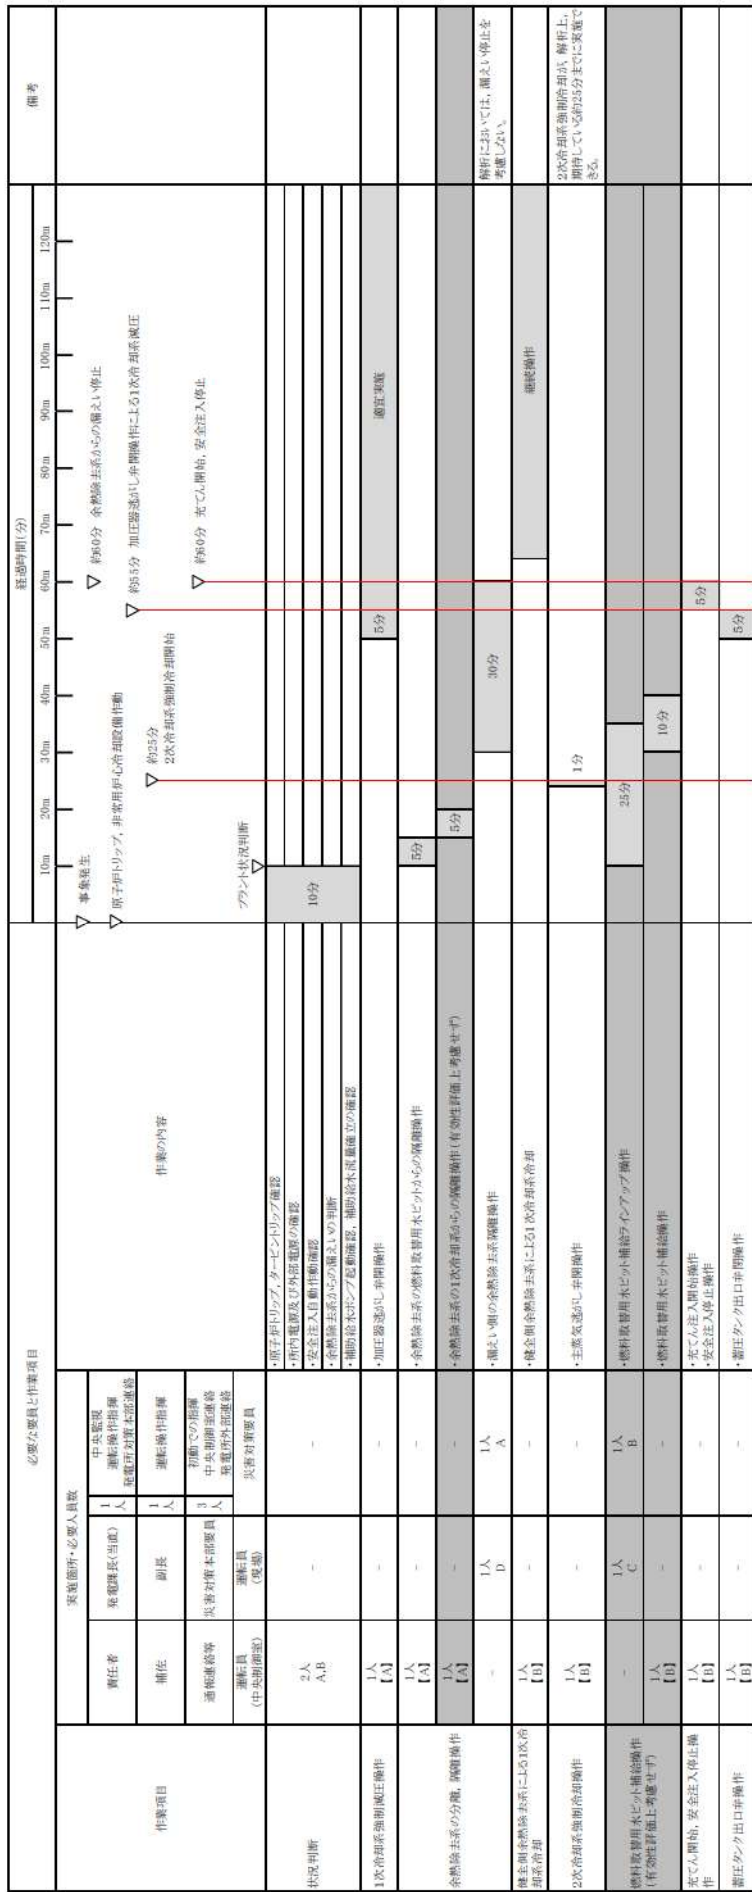 必要な要員と作業項目
経過時間(分)
備考
10m
20m
30m
40m
50m
60m
70m
80m
90m
100m
110m
120m
作業項目
実施箇所・必要人員数
作業の内容
責任者
発電課長(当直)
1人
中央監視
運転操作指揮
発電所対策本部連絡
補佐
副長
1人
運転操作指揮
通報連絡等
災害対策本部要員
3人
初動での指揮
中央制御室連絡
発電所外部連絡
運転員
(中央制御室)
運転員
(現場)
災害対策要員
事象発生
原子炉トリップ, 非常用炉心冷却設備作動
プラント状況判断
約25分
2次冷却系強制冷却開始
約60分 余熱除去系からの漏えい停止
約55分 加圧器逃がし弁開操作による1次冷却系減圧
約60分 充てん開始, 安全注入停止
状況判断
2人
A,B
-
-
・原子炉トリップ, タービントリップ確認
・所内電源及び外部電源の確認
・安全注入自動作動確認
・余熱除去系からの漏えいの判断
・補助給水ポンプ起動確認, 補助給水流量確立の確認
10分
1次冷却系強制減圧操作
1人
【A】
-
-
・加圧器逃がし弁開操作
5分
適宜実施
余熱除去系の分離, 隔離操作
1人
【A】
-
-
・余熱除去系の燃料取替用水ピットからの隔離操作
5分
1人
【A】
-
-
・余熱除去系の1次冷却系からの隔離操作(有効性評価上考慮せず)
5分
-
1人
D
1人
A
・漏えい側の余熱除去系隔離操作
30分
解析においては, 漏えい停止を
考慮しない。
健全側余熱除去系による1次冷
却系冷却
1人
【B】
-
-
・健全側余熱除去系による1次冷却系冷却
継続操作
2次冷却系強制冷却操作
1人
【B】
-
-
・主蒸気逃がし弁開操作
1分
2次冷却系強制冷却が, 解析上,
期待している約25分までに実施で
きる。
燃料取替用水ピット補給操作
(有効性評価上考慮せず)
-
1人
C
1人
B
・燃料取替用水ピット補給ラインアップ操作
25分
1人
【B】
-
-
・燃料取替用水ピット補給操作
10分
充てん開始, 安全注入停止操
作
1人
【B】
-
-
・充てん注入開始操作
・安全注入停止操作
5分
蓄圧タンク出口弁操作
1人
【B】
-
-
・蓄圧タンク出口弁閉操作
5分